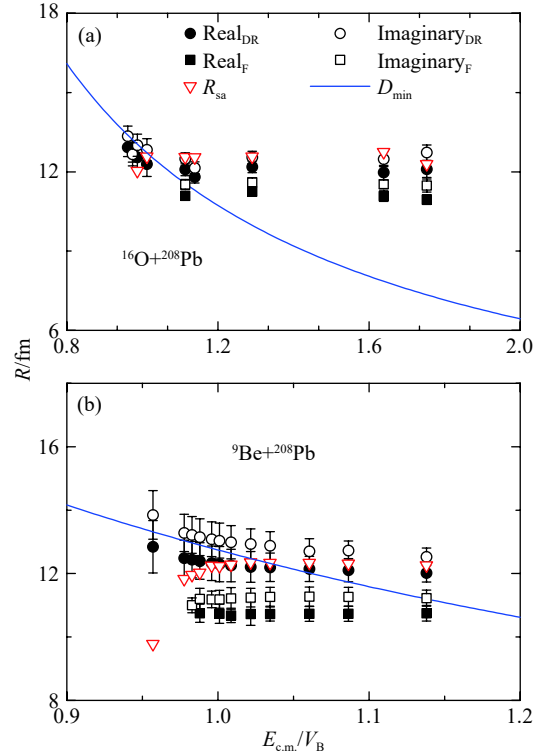 (a)
Real_DR
Imaginary_DR
Real_F
Imaginary_F
R_sa
D_min
¹⁶O+²⁰⁸Pb
18
12
6
0.8
1.2
1.6
2.0
R/fm
(b)
⁹Be+²⁰⁸Pb
16
12
8
0.9
1.0
1.1
1.2
E_c.m./V_B